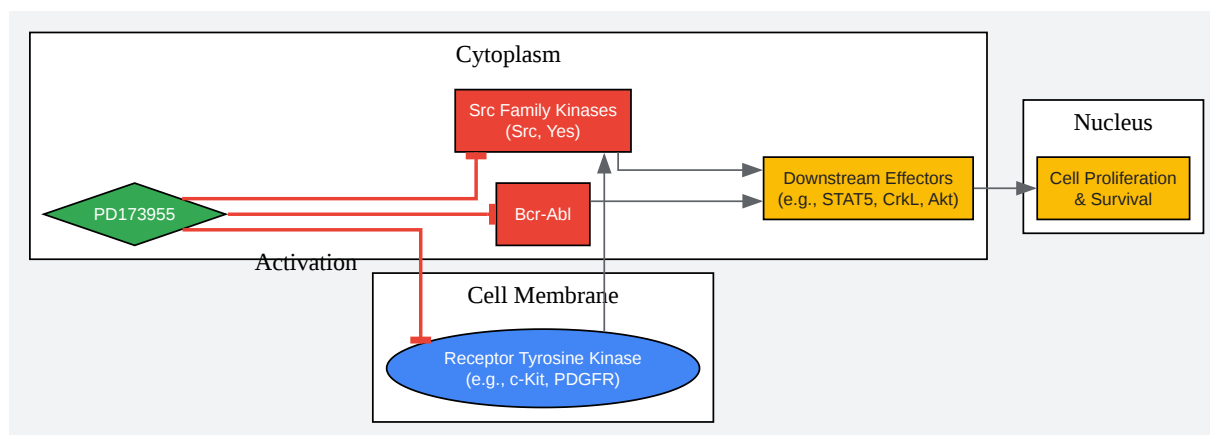 Cytoplasm
Src Family Kinases
(Src, Yes)
Nucleus
Downstream Effectors
(e.g., STAT5, CrkL, Akt)
Cell Proliferation
& Survival
PD173955
Bcr-Abl
Activation
Cell Membrane
Receptor Tyrosine Kinase
(e.g., c-Kit, PDGFR)